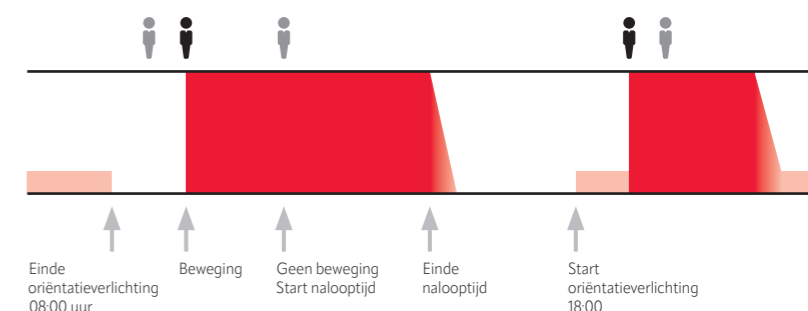 Einde
oriëntatieverlichting
08:00 uur
Beweging
Geen beweging
Start nalooptijd
Einde
nalooptijd
Start
oriëntatieverlichting
18:00